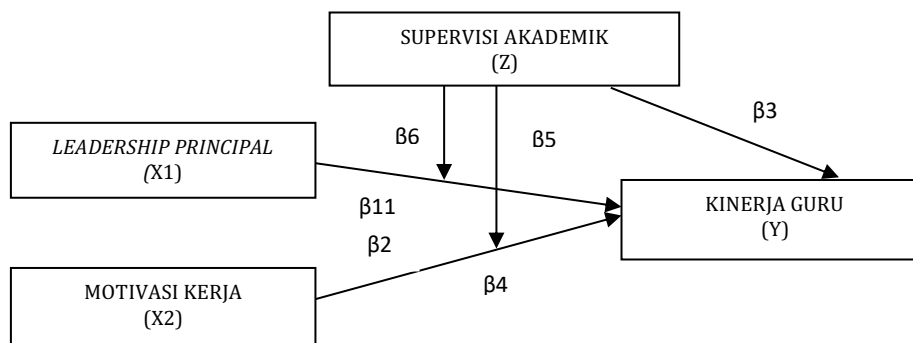 SUPERVISI AKADEMIK
(Z)
β3
β6
β5
LEADERSHIP PRINCIPAL
(X1)
β11
KINERJA GURU
(Y)
β2
β4
MOTIVASI KERJA
(X2)